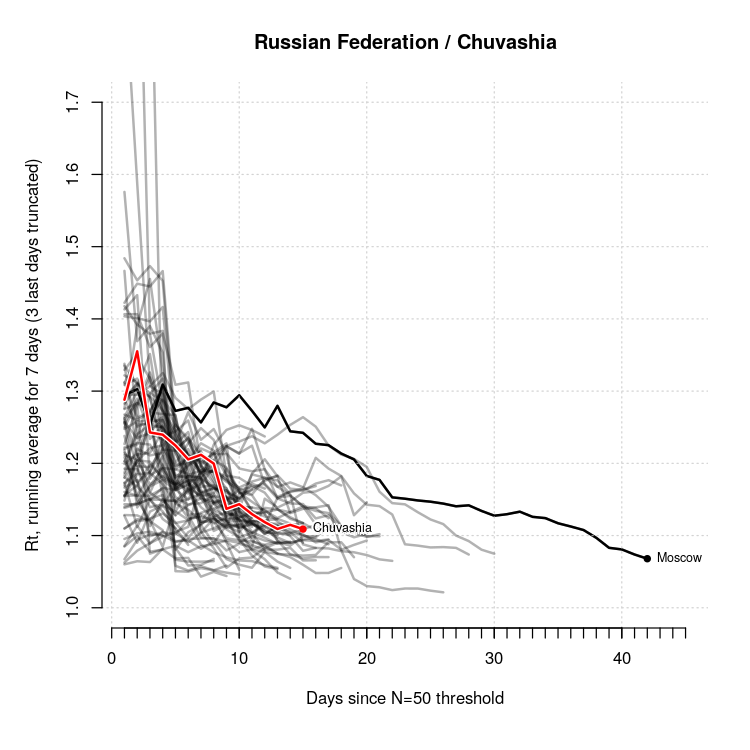 Russian Federation / Chuvashia
Rt, running average for 7 days (3 last days truncated)
1.7
1.6
1.5
1.4
1.3
1.2
1.1
1.0
Chuvashia
Moscow
0 10 20 30 40
Days since N=50 threshold